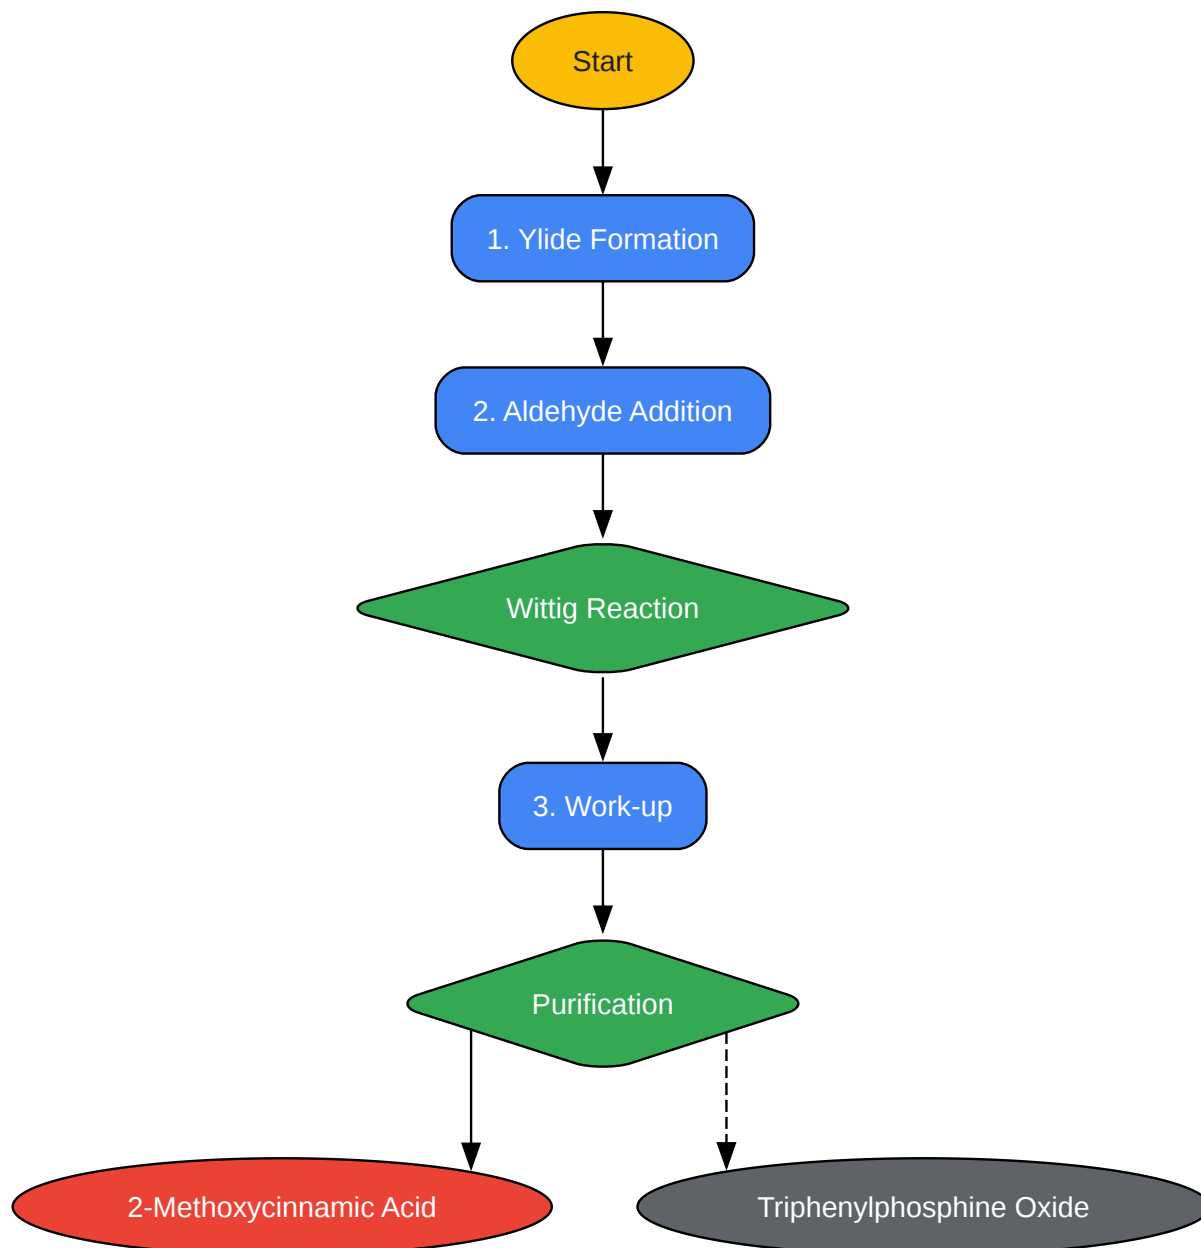 Start
1. Ylide Formation
2. Aldehyde Addition
Wittig Reaction
3. Work-up
Purification
2-Methoxycinnamic Acid
Triphenylphosphine Oxide